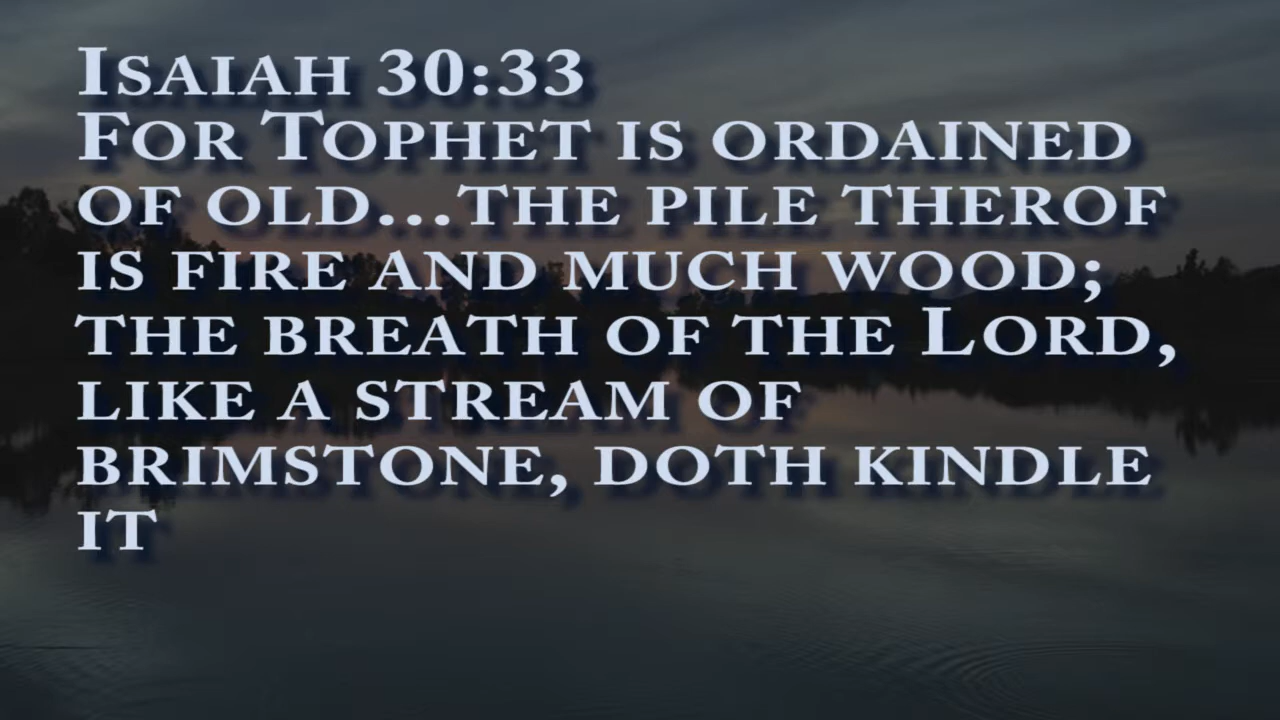 Isaiah 30:33
For Tophet is ordained
of old...the pile therof
is fire and much wood;
the breath of the Lord,
like a stream of
brimstone, doth kindle
it